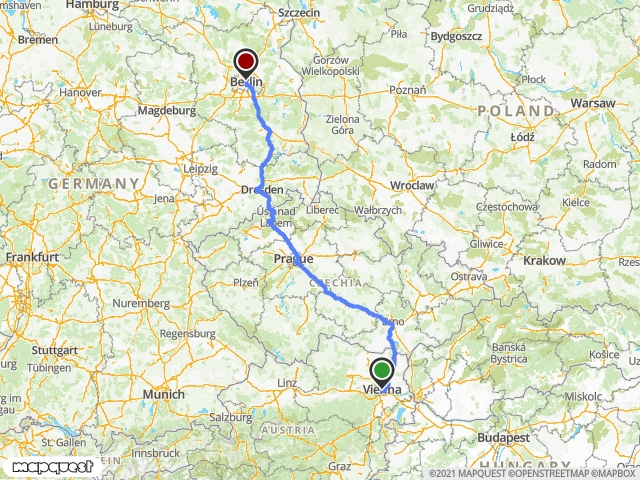 Hamburg
Szczecin
Grudziądz
Bydgoszcz
Lüneburg
Piła
Bremen
Gorzów
Wielkopolski
Płock
Berlin
Hanover
Poznań
POLAND
Warsaw
Magdeburg
Zielona
Góra
Łódź
Radom
Leipzig
GERMANY
Dresden
Wroclaw
Jena
Kielce
Liberec
Wałbrzych
Częstochowa
Ústí nad
Labem
Gliwice
Krakow
Frankfurt
Prague
Ostrava
Plzeň
CZECHIA
Nuremberg
Brno
Regensburg
Banská
Bystrica
Košice
Stuttgart
Tübingen
Linz
Vienna
Munich
Miskolc
Salzburg
AUSTRIA
Budapest
St. Gallen
Innsbruck
Graz
HUNGARY
mapquest
©2021 MAPQUEST ©OPENSTREETMAP ©MAPBOX